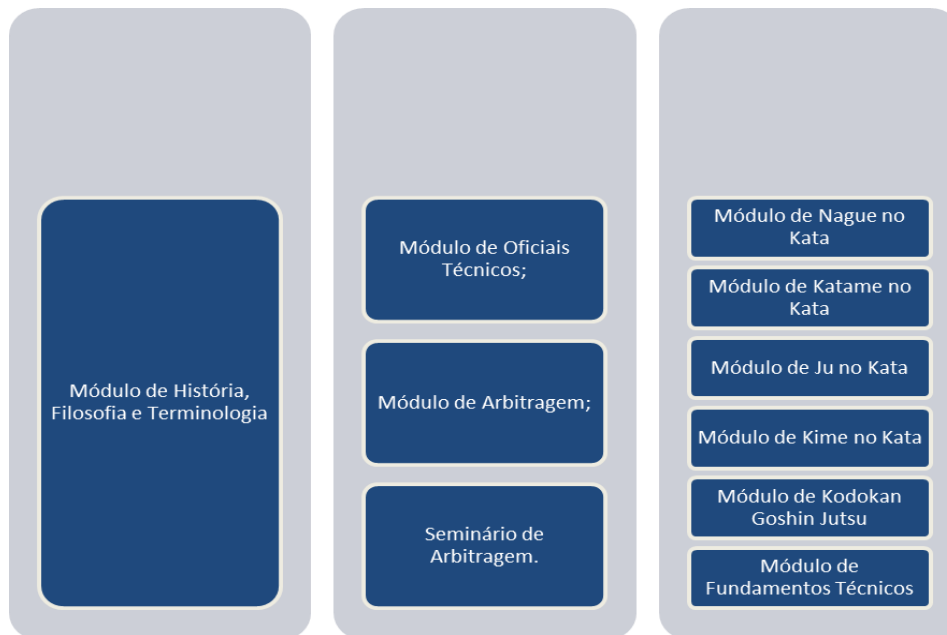 Módulo de História,
Filosofia e Terminologia
Módulo de Oficiais
Técnicos;
Módulo de Arbitragem;
Seminário de
Arbitragem.
Módulo de Nague no
Kata
Módulo de Katame no
Kata
Módulo de Ju no Kata
Módulo de Kime no Kata
Módulo de Kodokan
Goshin Jutsu
Módulo de
Fundamentos Técnicos